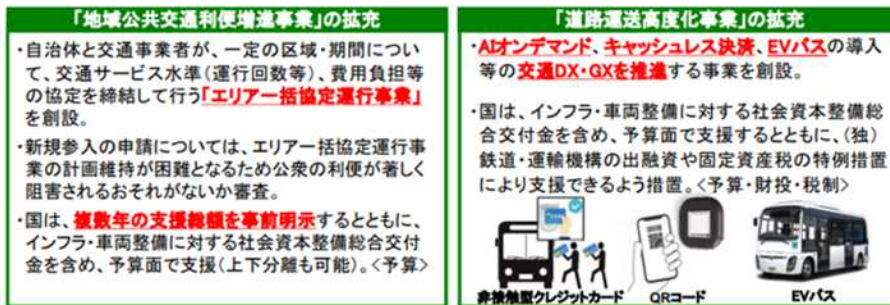 「地域公共交通利便増進事業」の拡充
・自治体と交通事業者が、一定の区域・期間につい
て、交通サービス水準(運行回数等)、費用負担等
の協定を締結して行う「エリア一括協定運行事業」
を創設。
・新規参入の申請については、エリア一括協定運行事
業の計画維持が困難となるため公衆の利便が著しく
阻害されるおそれがないか審査。
・国は、複数年の支援総額を事前明示するとともに、
インフラ・車両整備に対する社会資本整備総合交付
金を含め、予算面で支援(上下分離も可能)。<予算>
「道路運送高度化事業」の拡充
・AIオンデマンド、キャッシュレス決済、EVバスの導入
等の交通DX・GXを推進する事業を創設。
・国は、インフラ・車両整備に対する社会資本整備総
合交付金を含め、予算面で支援するとともに、(独)
鉄道・運輸機構の出融資や固定資産税の特例措置
により支援できるよう措置。<予算・財投・税制>
非接触型クレジットカード
QRコード
EVバス